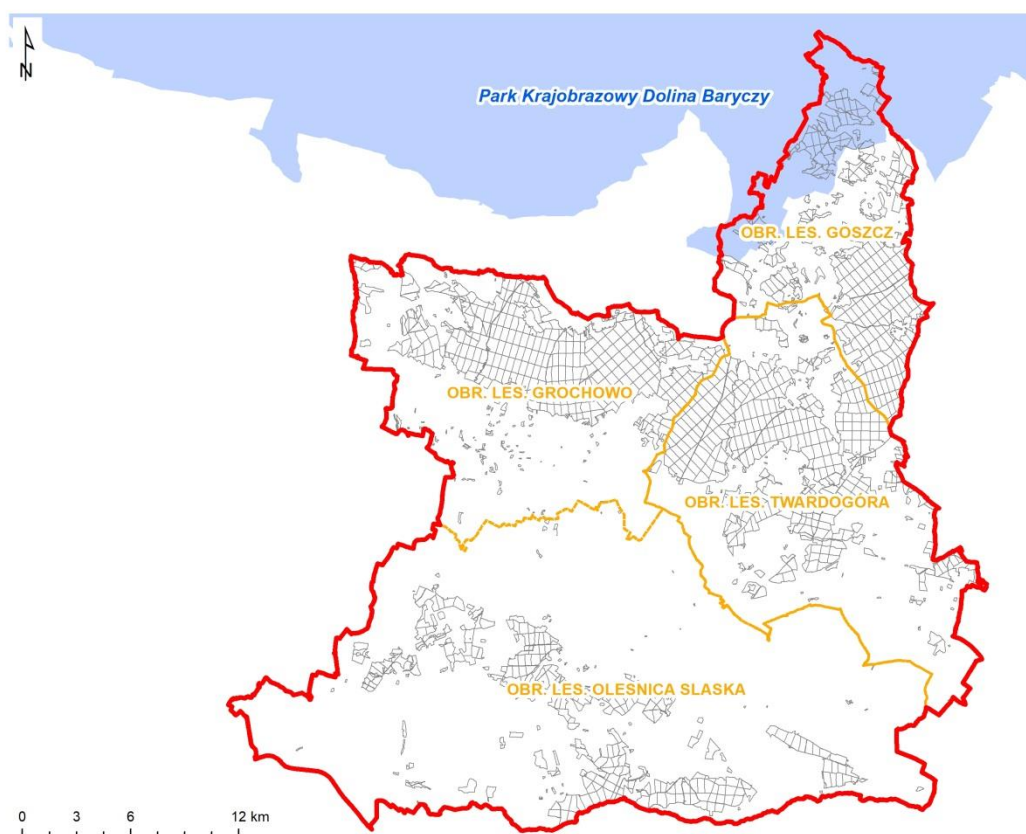 N
Park Krajobrazowy Dolina Baryczy
OBR. LES. GOSZCZ
OBR. LES. GROCHOWO
OBR. LES. TWARDOGÓRA
OBR. LES. OLESNICA SLASKA
0 3 6 12 km